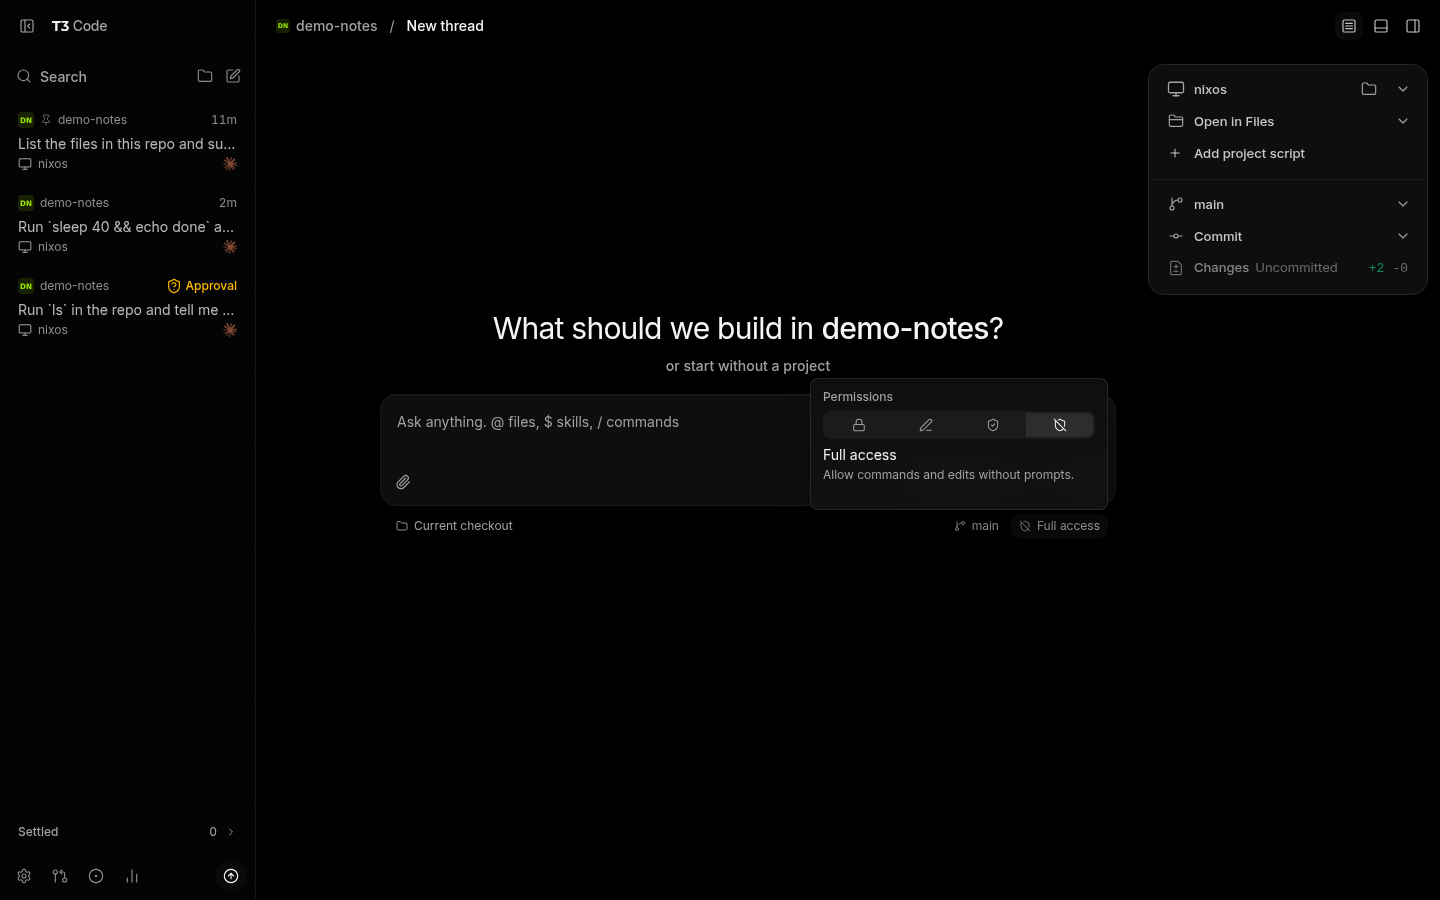 T3 Code
Search
DN demo-notes 11m
List the files in this repo and su...
nixos
DN demo-notes 2m
Run `sleep 40 && echo done` a...
nixos
DN demo-notes Approval
Run `ls` in the repo and tell me ...
nixos
Settled 0
DN demo-notes / New thread
What should we build in demo-notes?
or start without a project
Ask anything. @ files, $ skills, / commands
Permissions
Full access
Allow commands and edits without prompts.
Current checkout main Full access
nixos
Open in Files
Add project script
main
Commit
Changes Uncommitted +2 -0